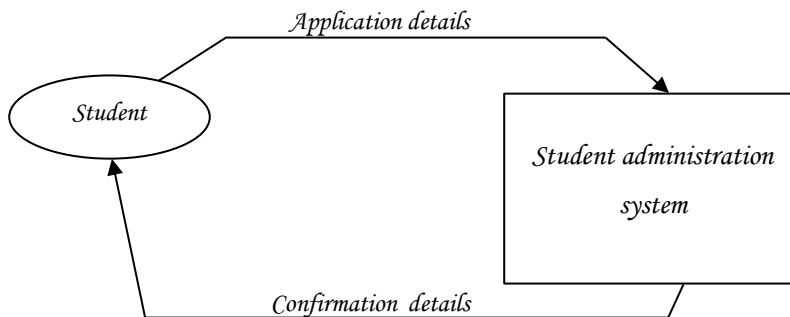 Application details
Student
Student administration
system
Confirmation details